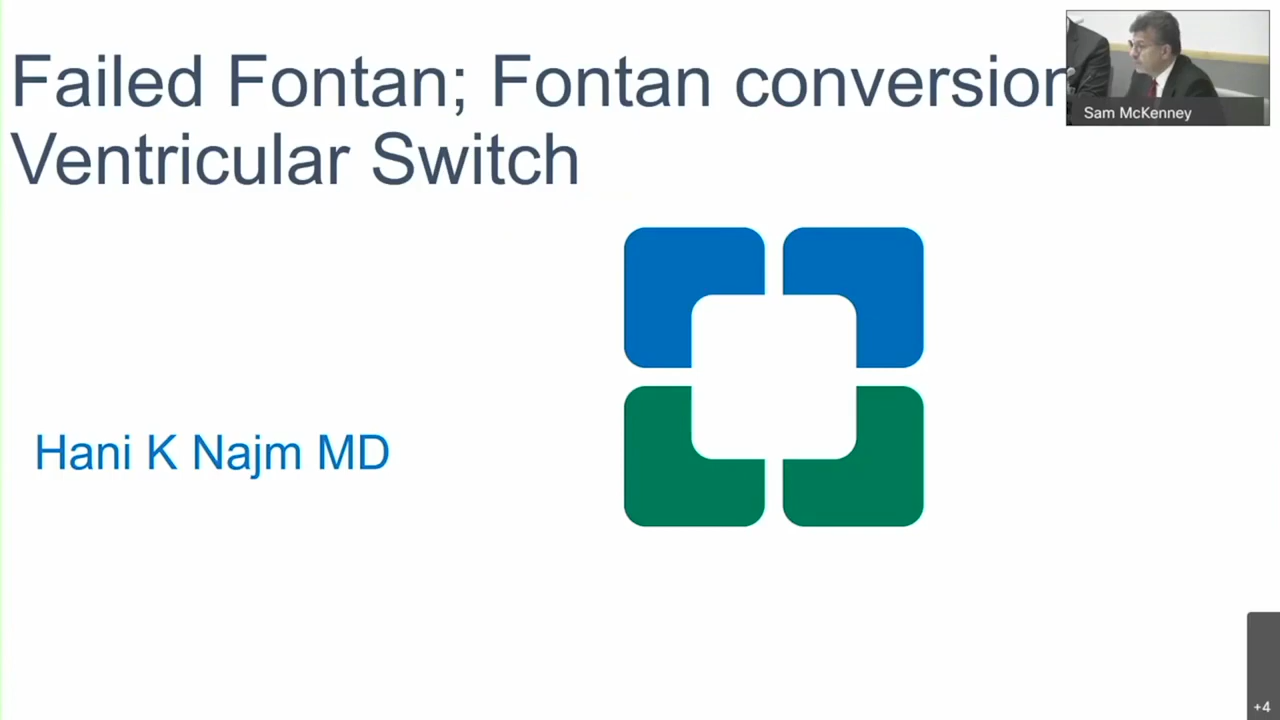 Failed Fontan; Fontan conversion
Ventricular Switch
Sam McKenney
Hani K Najm MD
+4